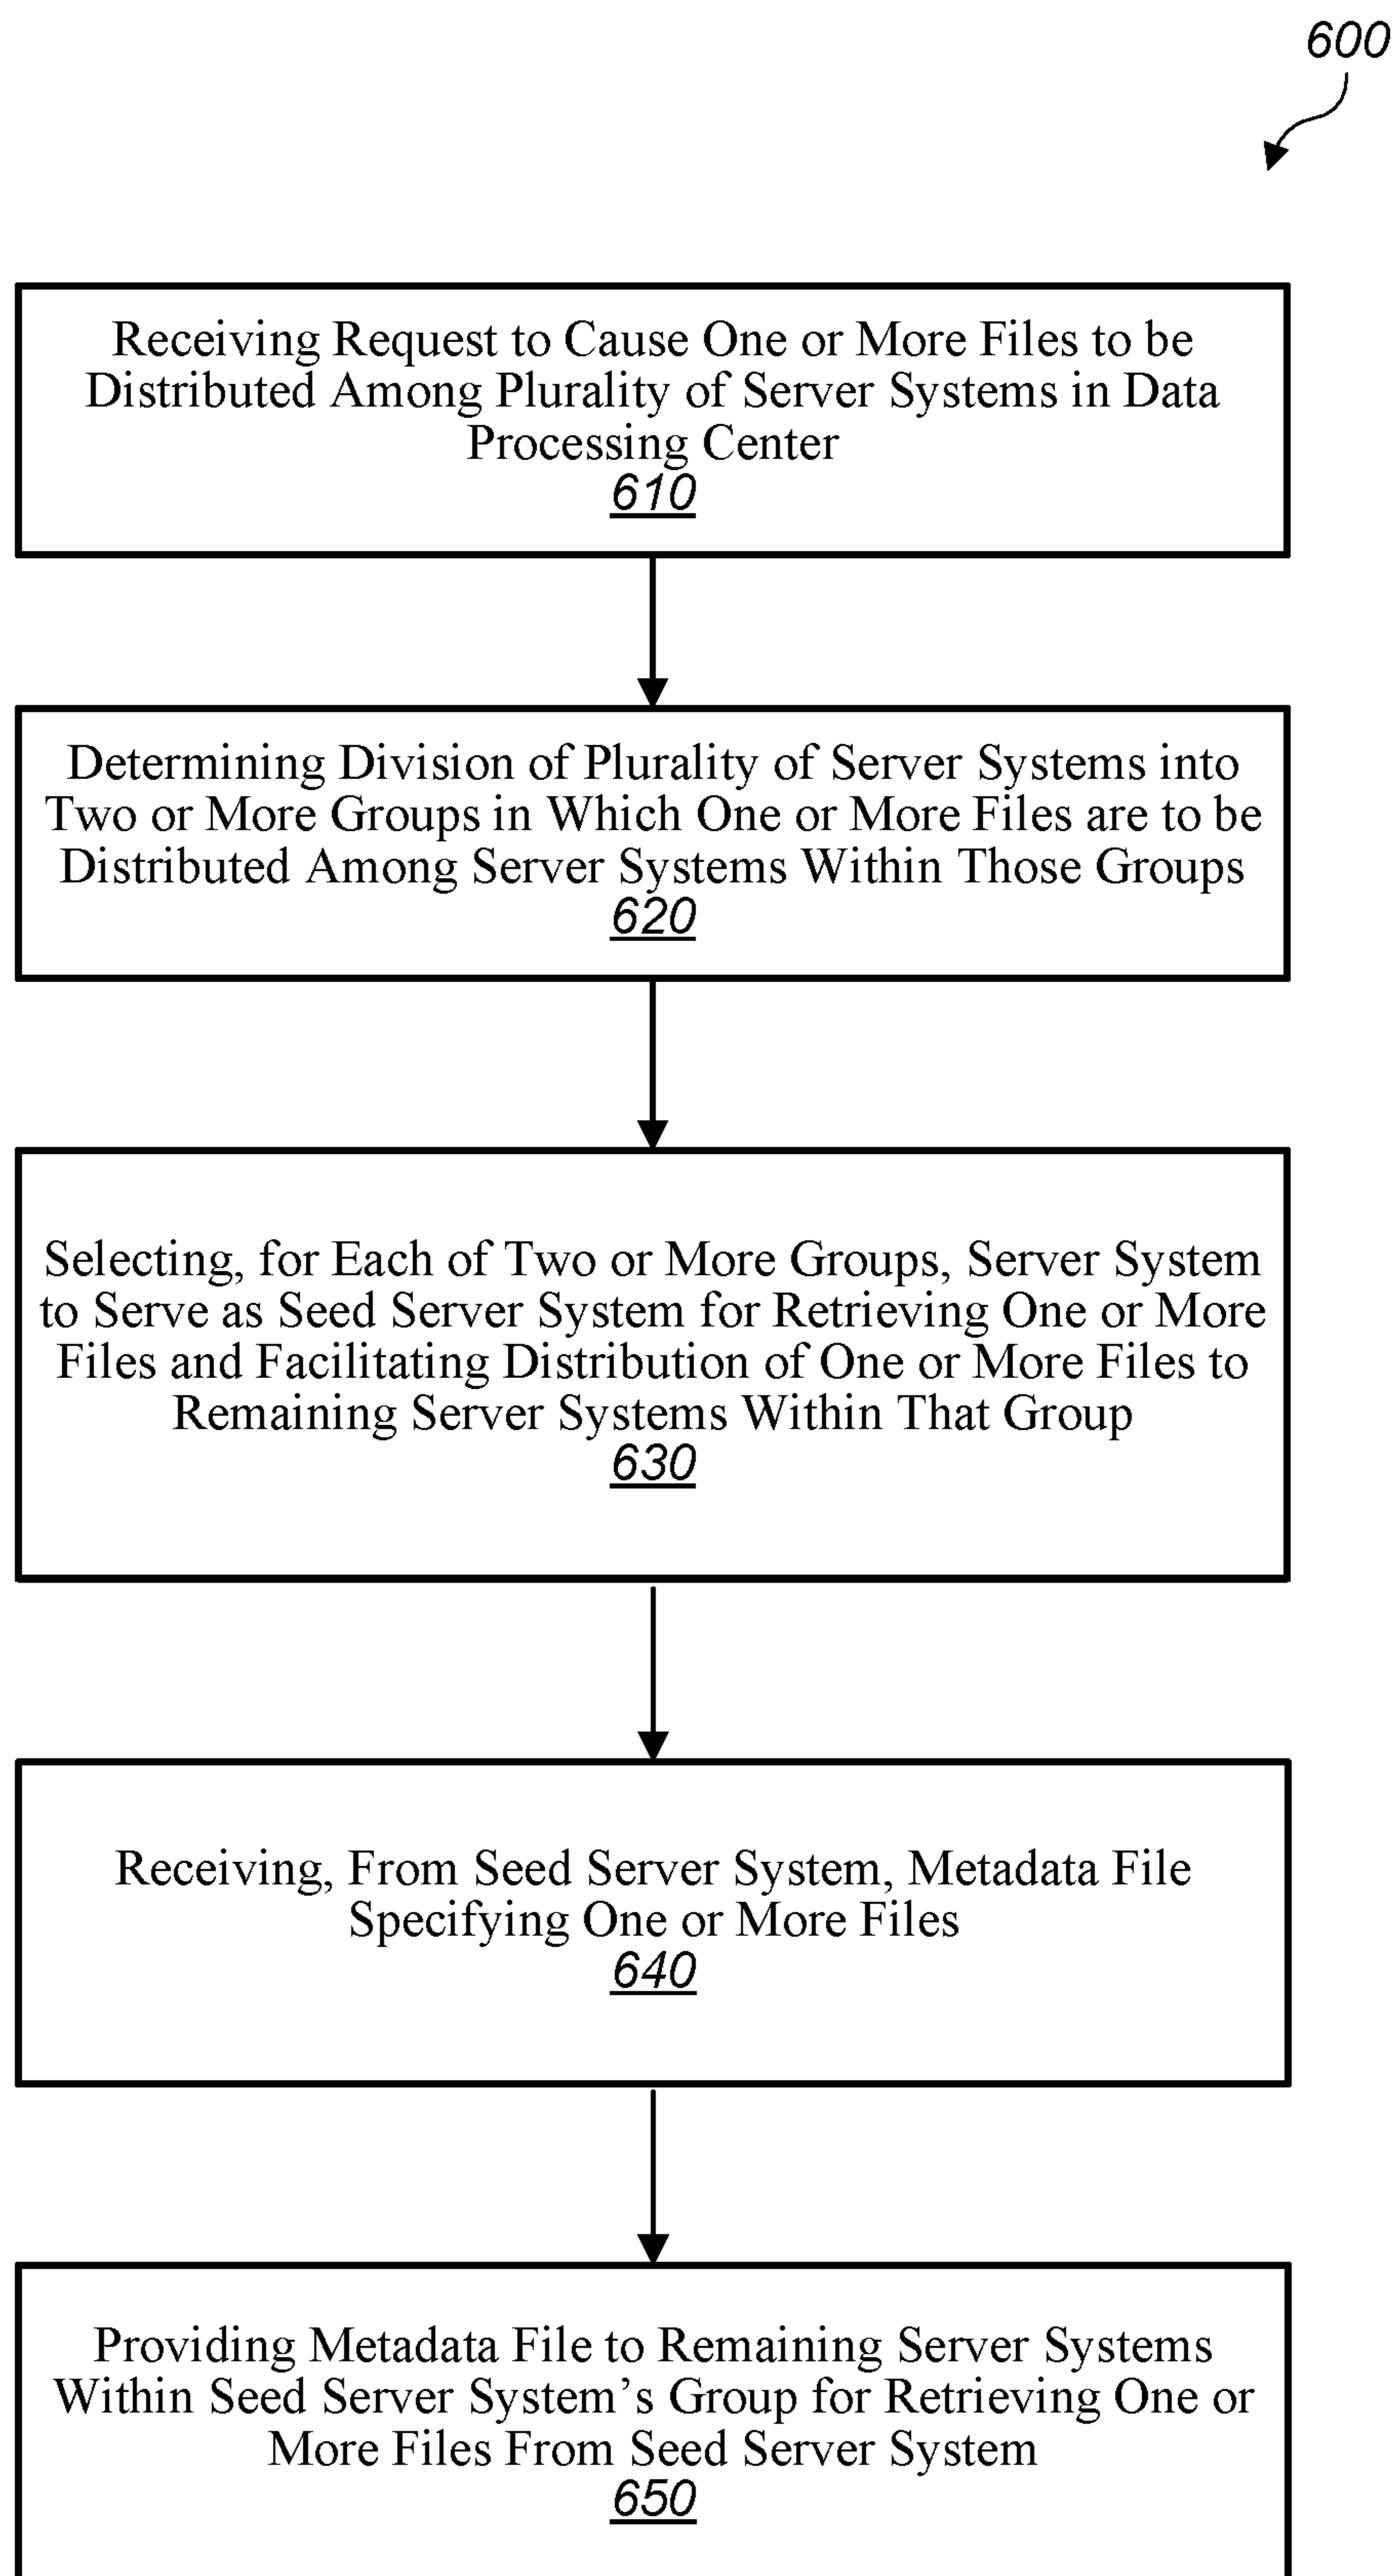 600
Receiving Request to Cause One or More Files to be
Distributed Among Plurality of Server Systems in Data
Processing Center
610
Determining Division of Plurality of Server Systems into
Two or More Groups in Which One or More Files are to be
Distributed Among Server Systems Within Those Groups
620
Selecting, for Each of Two or More Groups, Server System
to Serve as Seed Server System for Retrieving One or More
Files and Facilitating Distribution of One or More Files to
Remaining Server Systems Within That Group
630
Receiving, From Seed Server System, Metadata File
Specifying One or More Files
640
Providing Metadata File to Remaining Server Systems
Within Seed Server System's Group for Retrieving One or
More Files From Seed Server System
650